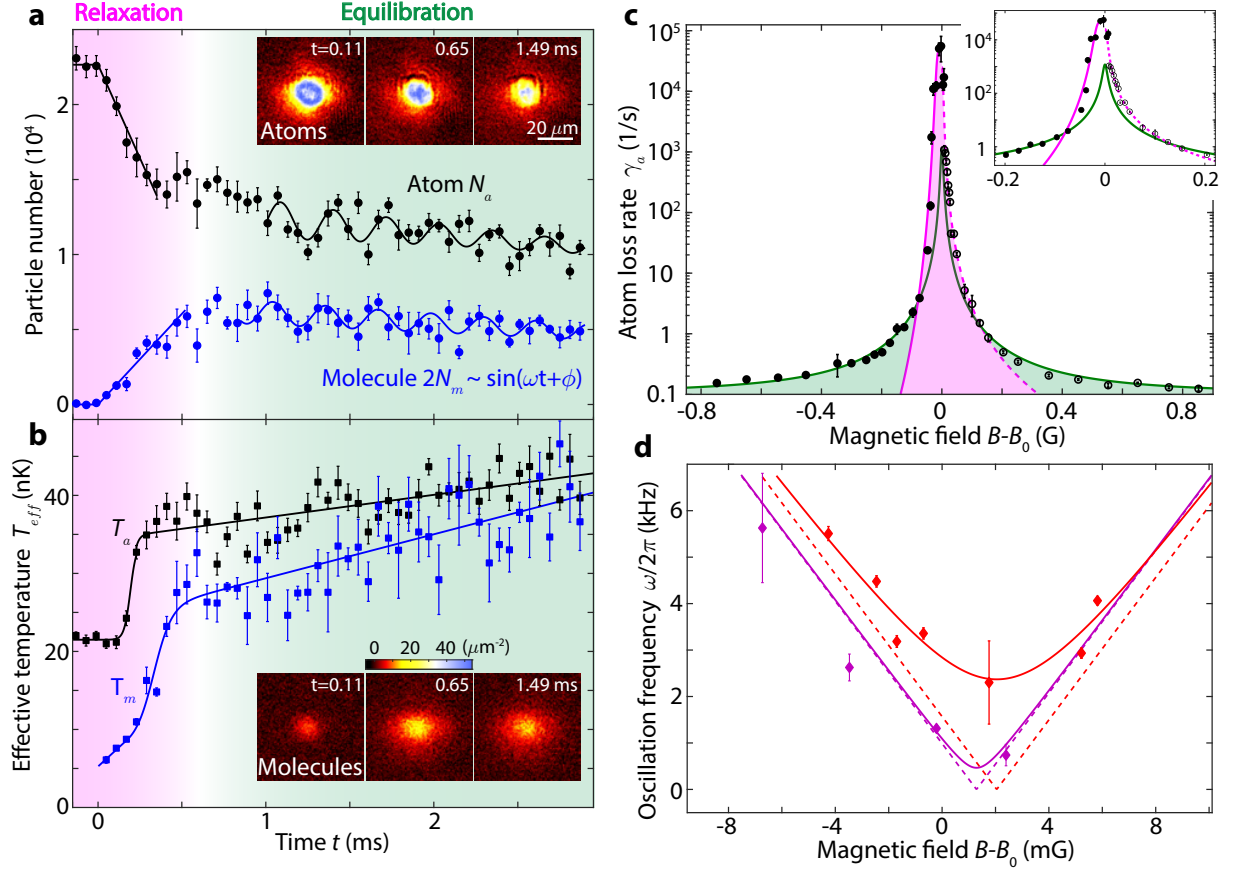 Relaxation
Equilibration
a
Particle number (10⁴)
2
1
0
t=0.11
0.65
1.49 ms
Atoms
20 μm
Atom Nₐ
Molecule 2Nₘ ~ sin(ωt+ϕ)
b
Effective temperature T_eff (nK)
40
20
0
Tₐ
Tₘ
0 20 40 (μm⁻²)
t=0.11
0.65
1.49 ms
Molecules
0 1 2
Time t (ms)
c
Atom loss rate γₐ (1/s)
10⁵
10⁴
10³
10²
10
1
0.1
-0.8 -0.4 0 0.4 0.8
Magnetic field B-B₀ (G)
10⁴
10²
1
-0.2 0 0.2
d
Oscillation frequency ω/2π (kHz)
6
4
2
0
-8 -4 0 4 8
Magnetic field B-B₀ (mG)